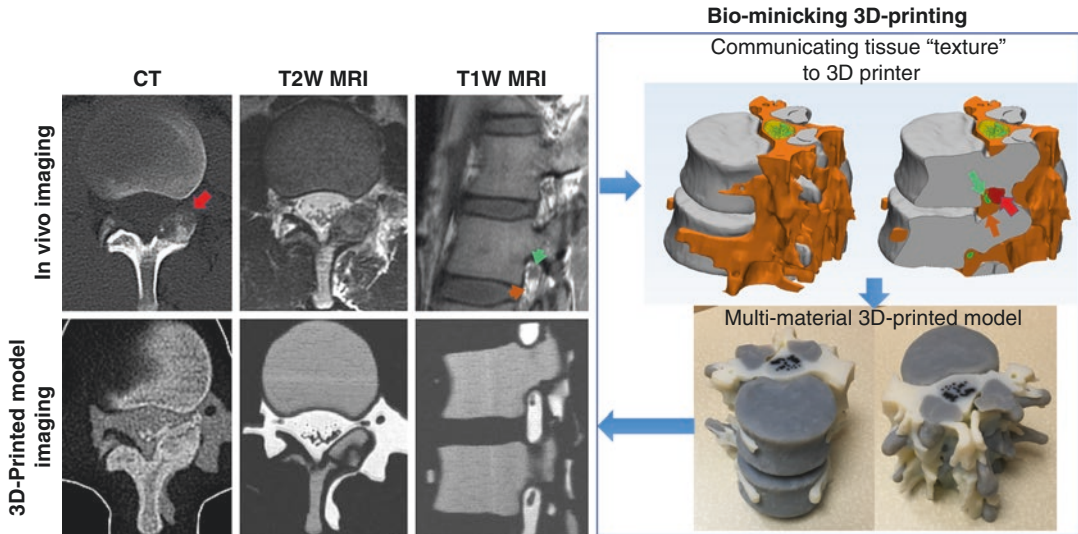 Bio-minicking 3D-printing
Communicating tissue “texture”
to 3D printer
CT
T2W MRI
T1W MRI
In vivo imaging
Multi-material 3D-printed model
3D-Printed model
imaging